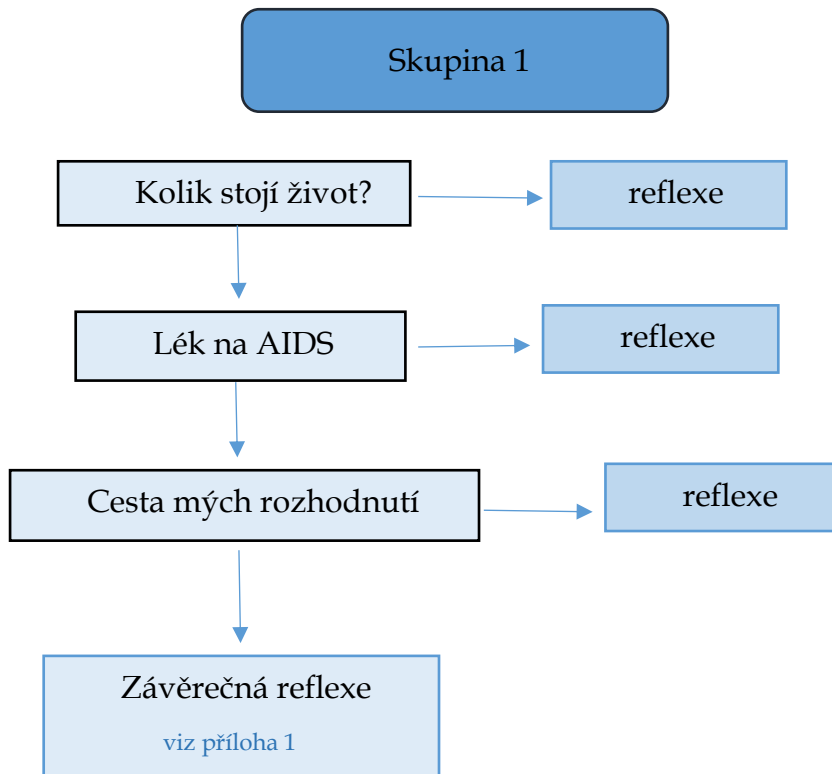 Skupina 1
Kolik stojí život?
reflexe
Lék na AIDS
reflexe
Cesta mých rozhodnutí
reflexe
Závěrečná reflexe
viz příloha 1